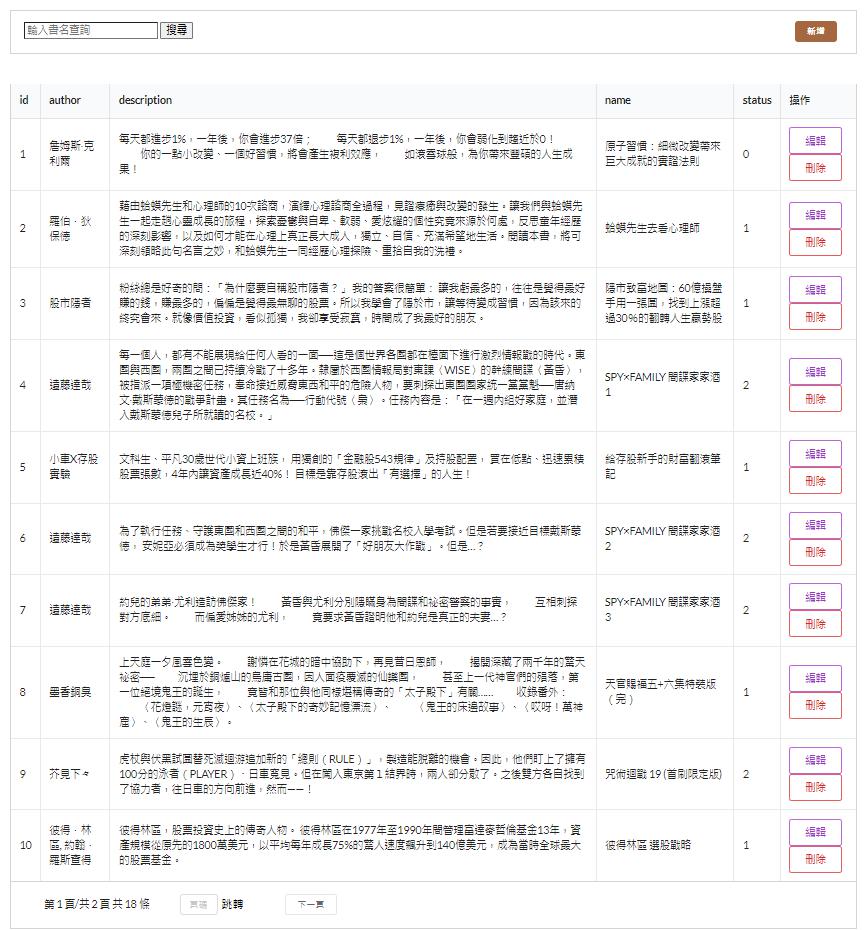 輸入書名查詢 搜尋 新增
id author description name status 操作
1 詹姆斯‧克
利爾
每天都進步1%，一年後，你會進步37倍； 每天都退步1%，一年後，你會弱化到趨近於0！
你的一點小改變、一個好習慣，將會產生複利效應， 如滾雪球般，為你帶來豐碩的人生成
果！
原子習慣：細微改變帶來
巨大成就的實證法則
0 編輯
刪除
2 羅伯．狄
保德
藉由蛤蟆先生和心理師的10次諮商，演繹心理諮商全過程，見證療癒與改變的發生。讓我們與蛤蟆先
生一起走趟心靈成長的旅程，探索憂鬱與自卑、軟弱、愛炫耀的個性究竟來源於何處，反思童年經歷
的深刻影響，以及如何才能在心理上真正長大成人，獨立、自信、充滿希望地生活。閱讀本書，將可
深刻領略此句名言之妙，和蛤蟆先生一同經歷心理探險、重拾自我的洗禮。
蛤蟆先生去看心理師
1 編輯
刪除
3 股市隱者
粉絲總是好奇的問：「為什麼要自稱股市隱者？」 我的答案很簡單： 讓我虧最多的，往往是覺得最好
賺的錢，賺最多的，偏偏是覺得最無聊的股票。所以我學會了隱於市，讓等待變成習慣，因為該來的
終究會來。就像價值投資，看似孤獨，我卻享受寂寞，時間成了我最好的朋友。
隱市致富地圖：60億操盤
手用一張圖，找到上漲超
過30%的翻轉人生贏勢股
1 編輯
刪除
4 遠藤達哉
每一個人，都有不能展現給任何人看的一面──這是個世界各國都在檯面下進行激烈情報戰的時代。東
國與西國，兩國之間已持續冷戰了十多年。隸屬於西國情報局對東課〈WISE〉的幹練間諜〈黃昏〉，
被指派一項極機密任務，奉命接近威脅東西和平的危險人物，要刺探出東國國家統一黨黨魁──唐納
文‧戴斯蒙德的戰爭計畫。其任務名為──行動代號〈梟〉。任務內容是：「在一週內組好家庭，並潛
入戴斯蒙德兒子所就讀的名校。」
SPY×FAMILY 間諜家家酒
1
2 編輯
刪除
5 小車X存股
實驗
文科生、平凡30歲世代小資上班族， 用獨創的「金融股543規律」及持股配置， 買在低點、迅速累積
股票張數，4年內讓資產成長近40%！ 目標是靠存股滾出「有選擇」的人生！
給存股新手的財富翻滾筆
記
1 編輯
刪除
6 遠藤達哉
為了執行任務、守護東國和西國之間的和平，佛傑一家挑戰名校入學考試。但是若要接近目標戴斯蒙
德， 安妮亞必須成為獎學生才行！於是黃昏展開了「好朋友大作戰」。但是…？
SPY×FAMILY 間諜家家酒
2
2 編輯
刪除
7 遠藤達哉
約兒的弟弟‧尤利造訪佛傑家！ 黃昏與尤利分別隱瞞身為間諜和祕密警察的事實， 互相刺探
對方底細。 而偏愛姊姊的尤利， 竟要求黃昏證明他和約兒是真正的夫妻…？
SPY×FAMILY 間諜家家酒
3
2 編輯
刪除
8 墨香銅臭
上天庭一夕風雲色變。 謝憐在花城的暗中協助下，再見昔日恩師， 揭開深藏了兩千年的驚天
祕密── 沉埋於銅爐山的烏庸古國，因人面疫覆滅的仙樂國， 甚至上一代神官們的殞落，第
一位絕境鬼王的誕生， 竟皆和那位與他同樣堪稱傳奇的「太子殿下」有關…… 收錄番外：
〈花燈謎，元宵夜〉、〈太子殿下的奇妙記憶漂流〉、 〈鬼王的床邊故事〉、〈哎呀！萬神
窟〉、〈鬼王的生辰〉。
天官賜福五+六集特裝版
（完）
1 編輯
刪除
9 芥見下々
虎杖與伏黑試圖替死滅迴游追加新的「總則（RULE）」，製造能脫離的機會。因此，他們盯上了擁有
100分的泳者（PLAYER）‧日車寬見。但在闖入東京第１結界時，兩人卻分散了。之後雙方各自找到
了協力者，往日車的方向前進，然而──！
咒術迴戰 19 (首刷限定版)
2 編輯
刪除
10 彼得．林
區, 約翰．
羅斯查得
彼得林區，股票投資史上的傳奇人物。 彼得林區在1977年至1990年間管理富達麥哲倫基金13年，資
產規模從原先的1800萬美元，以平均每年成長75%的驚人速度飆升到140億美元，成為當時全球最大
的股票基金。
彼得林區 選股戰略
1 編輯
刪除
第 1 頁/共 2 頁 共 18 條 頁碼 跳轉 下一頁